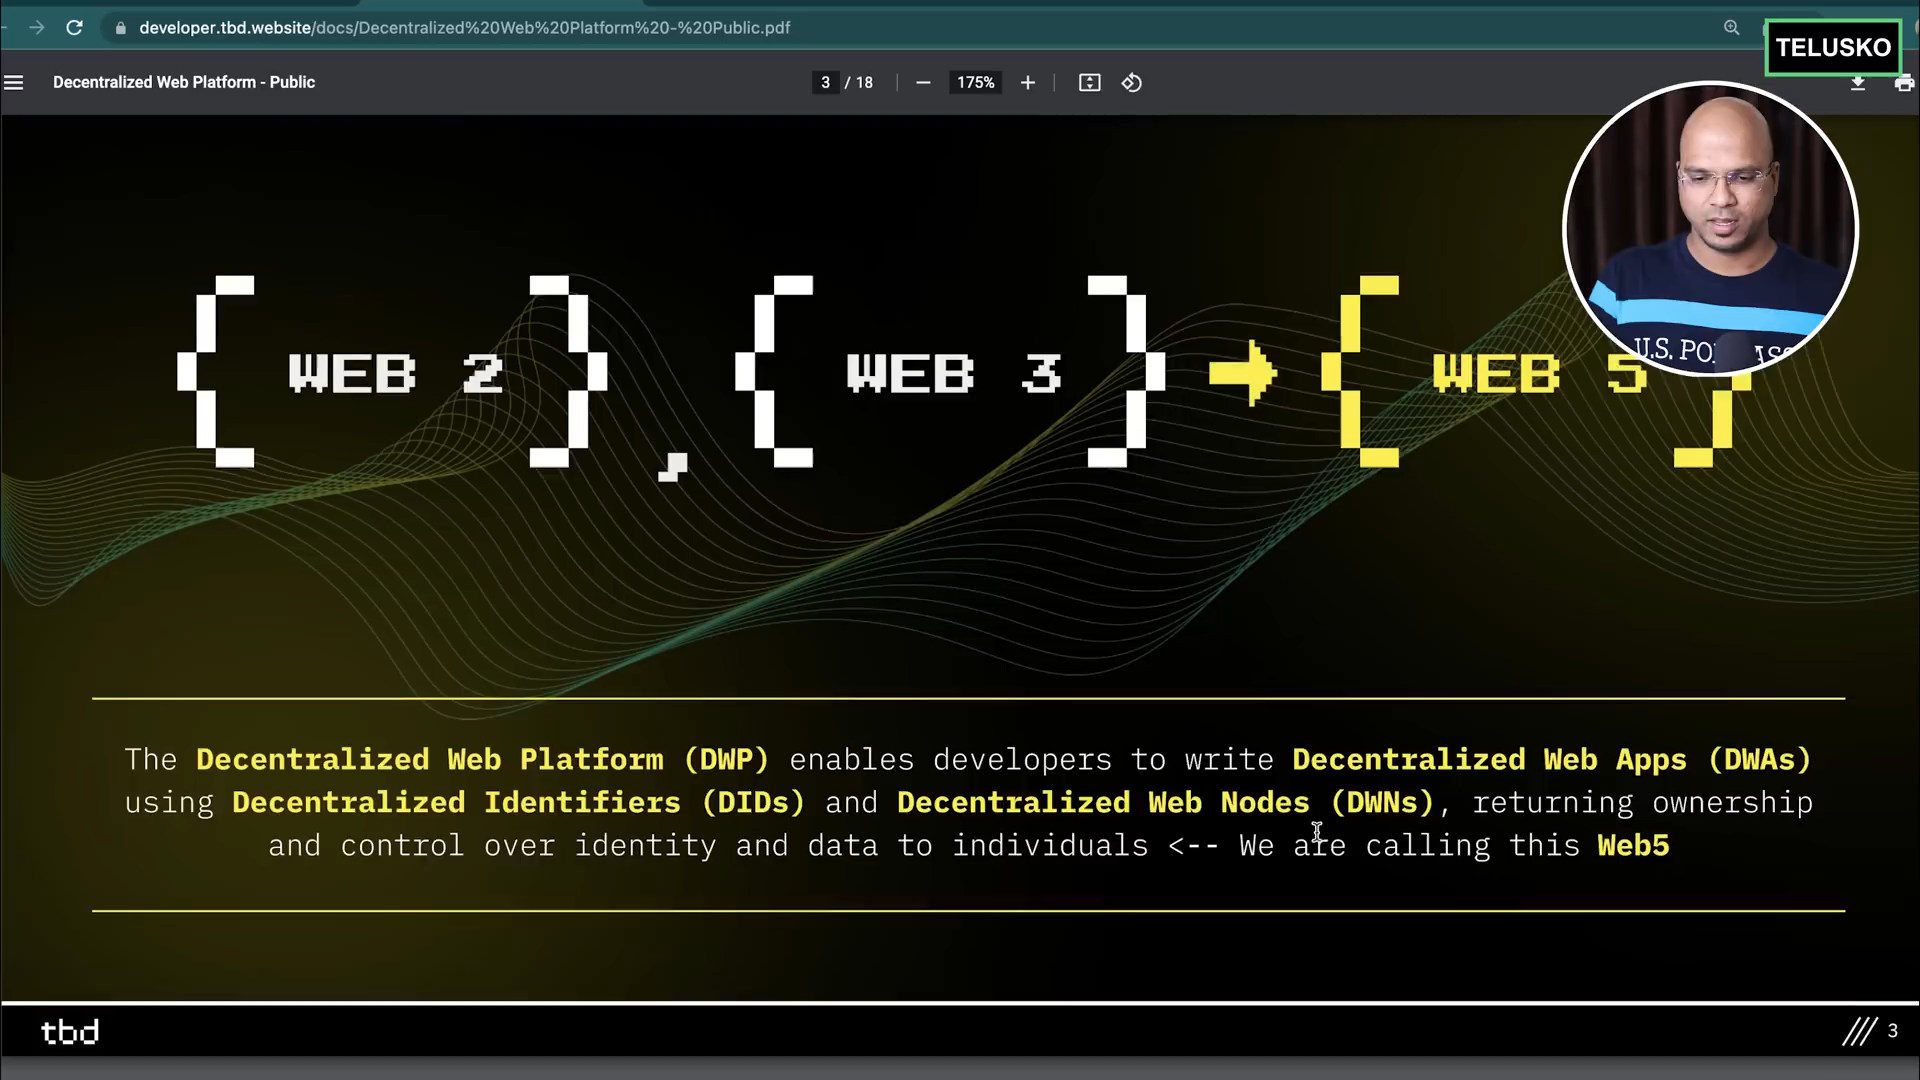 developer.tbd.website/docs/Decentralized%20Web%20Platform%20-%20Public.pdf
TELUSKO
Decentralized Web Platform - Public
3 / 18
175%
U.S. PO
ASS
{ WEB 2 } , { WEB 3 } → { WEB 5 }
The Decentralized Web Platform (DWP) enables developers to write Decentralized Web Apps (DWAs)
using Decentralized Identifiers (DIDs) and Decentralized Web Nodes (DWNs), returning ownership
and control over identity and data to individuals <-- We are calling this Web5
tbd
/// 3